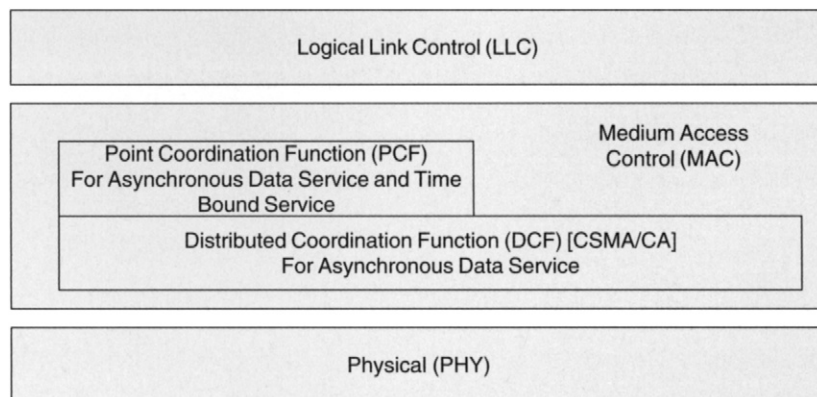 Logical Link Control (LLC)
Medium Access
Control (MAC)
Point Coordination Function (PCF)
For Asynchronous Data Service and Time
Bound Service
Distributed Coordination Function (DCF) [CSMA/CA]
For Asynchronous Data Service
Physical (PHY)